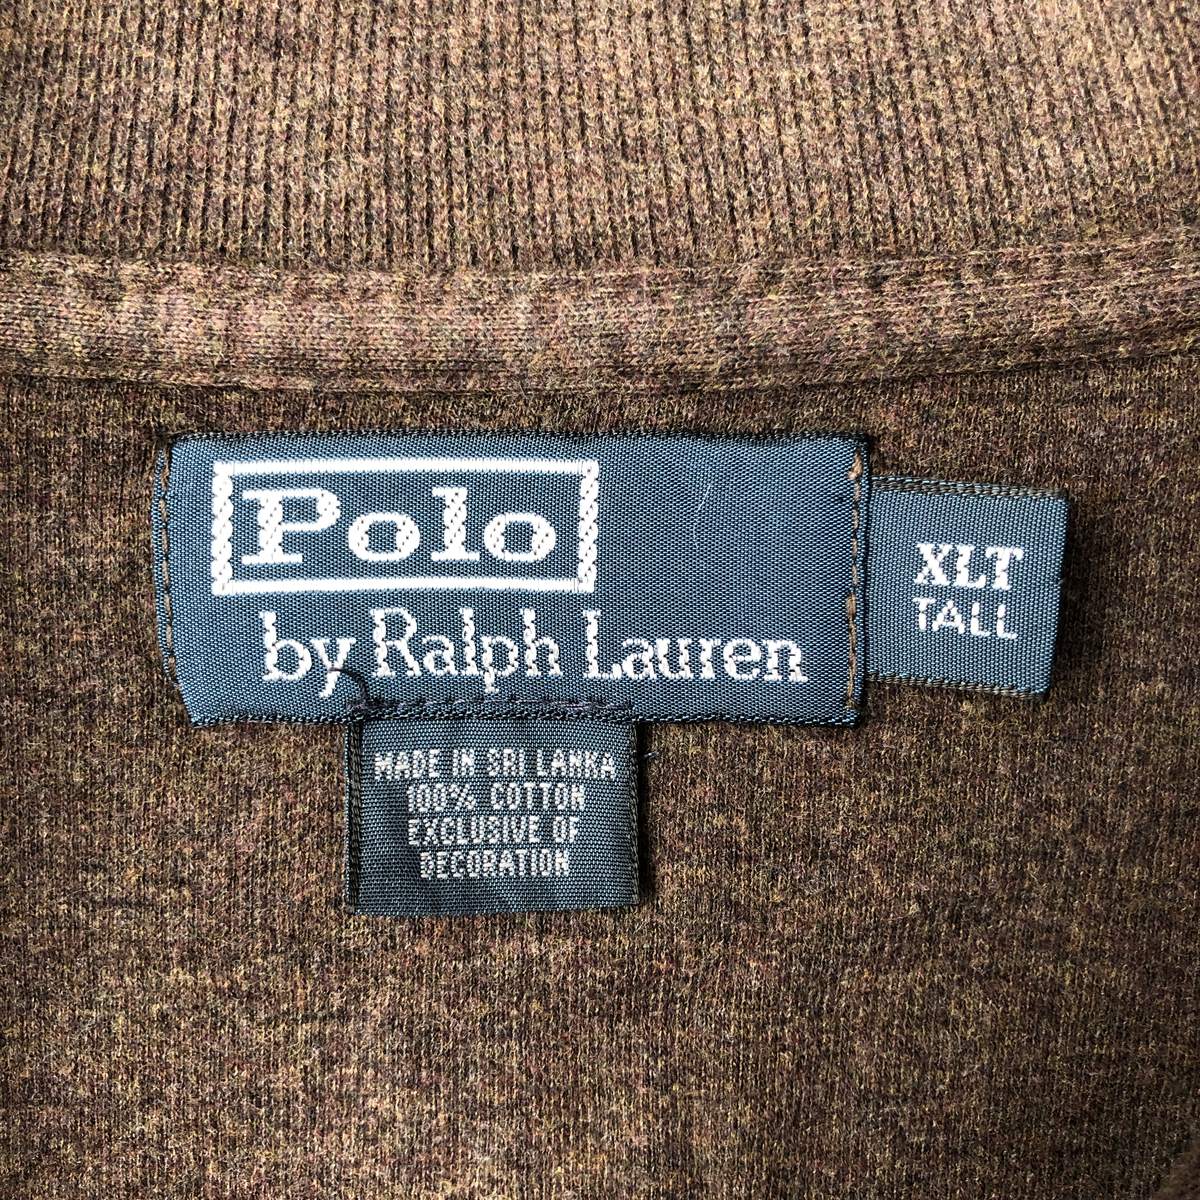 Polo
by Ralph Lauren
XLT
TALL
MADE IN SRI LANKA
100% COTTON
EXCLUSIVE OF
DECORATION